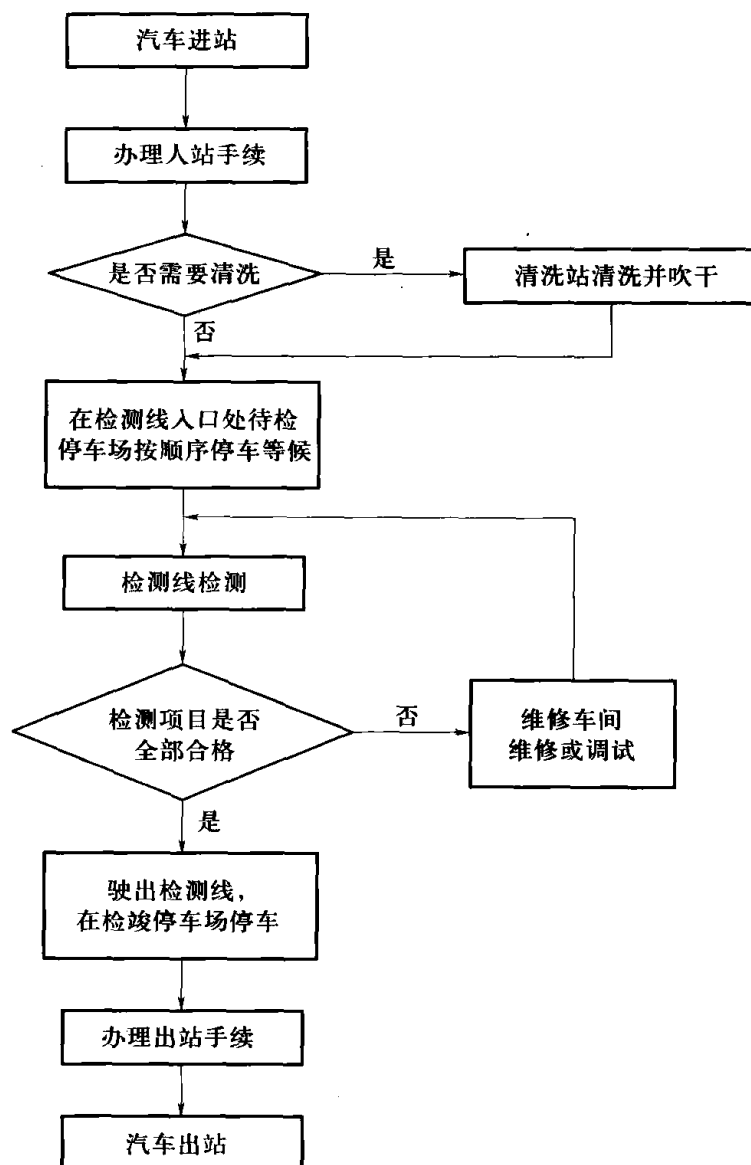 汽车进站
办理人站手续
是否需要清洗
是
清洗站清洗并吹干
否
在检测线入口处待检
停车场按顺序停车等候
检测线检测
检测项目是否
全部合格
否
维修车间
维修或调试
是
驶出检测线，
在检竣停车场停车
办理出站手续
汽车出站